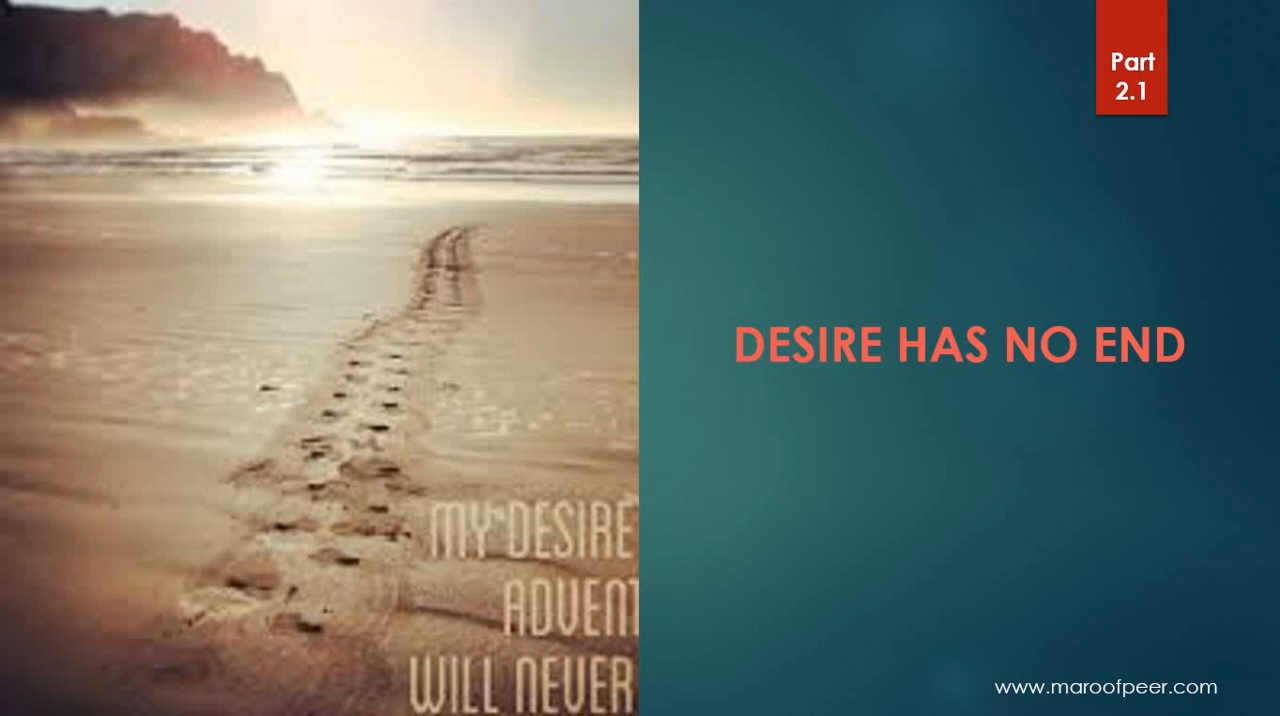 MY DESIRE
WILL NEVER
Part
2.1
DESIRE HAS NO END
www.maroofpeer.com